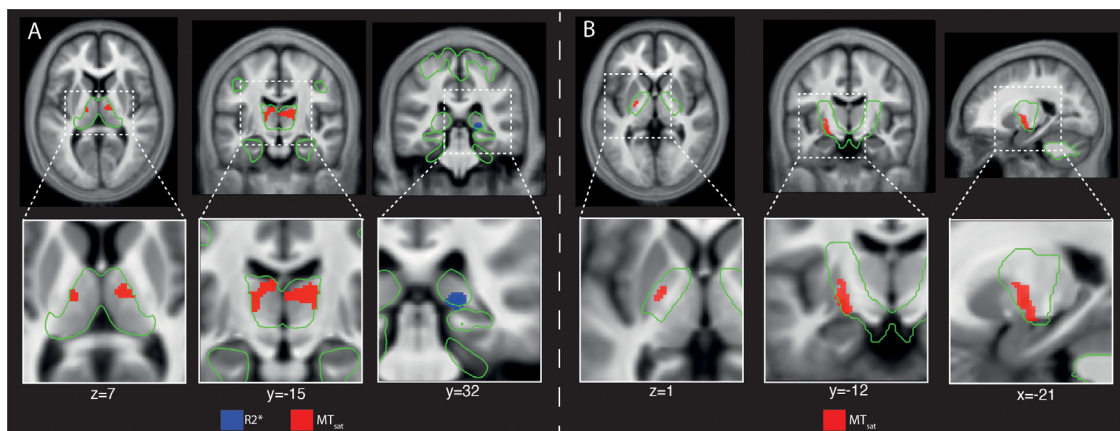 A
B
z=7
y=-15
y=32
z=1
y=-12
x=-21
R2*
MTsat
MTsat